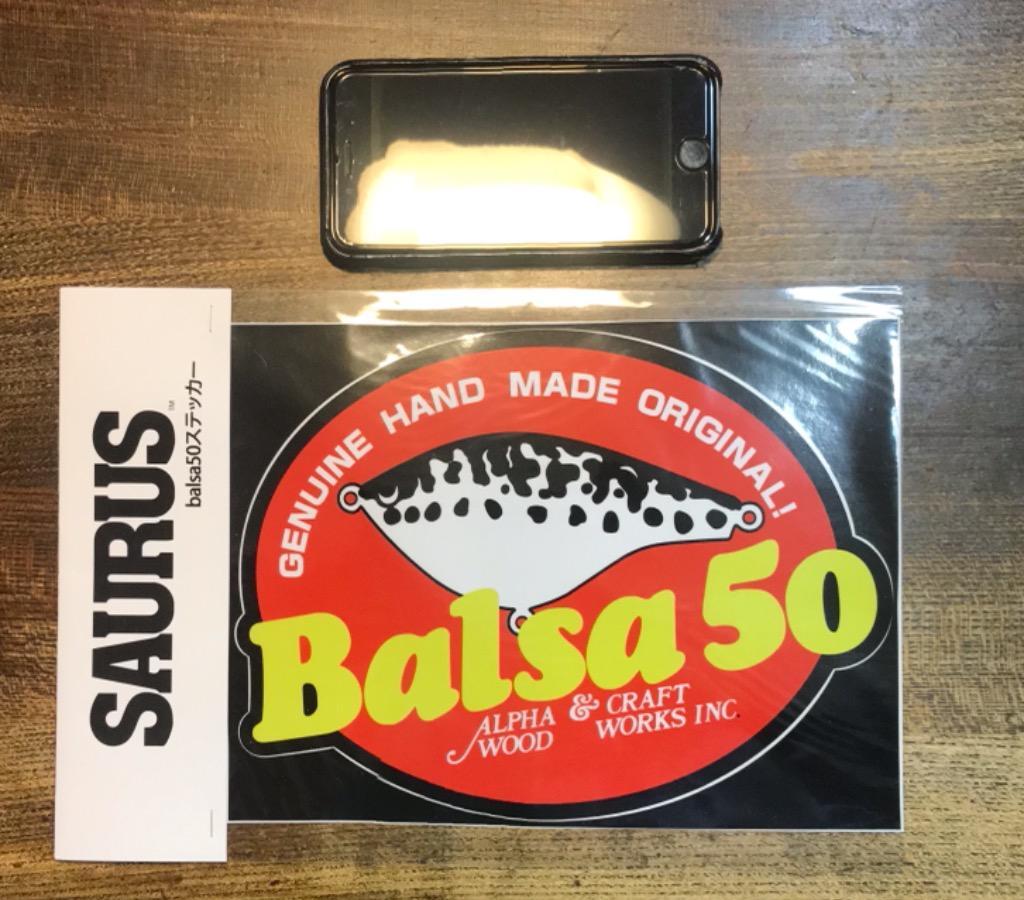 SAURUS™
balsa50ステッカー
GENUINE HAND MADE ORIGINAL!
Balsa 50
ALPHA & CRAFT
WOOD WORKS INC.